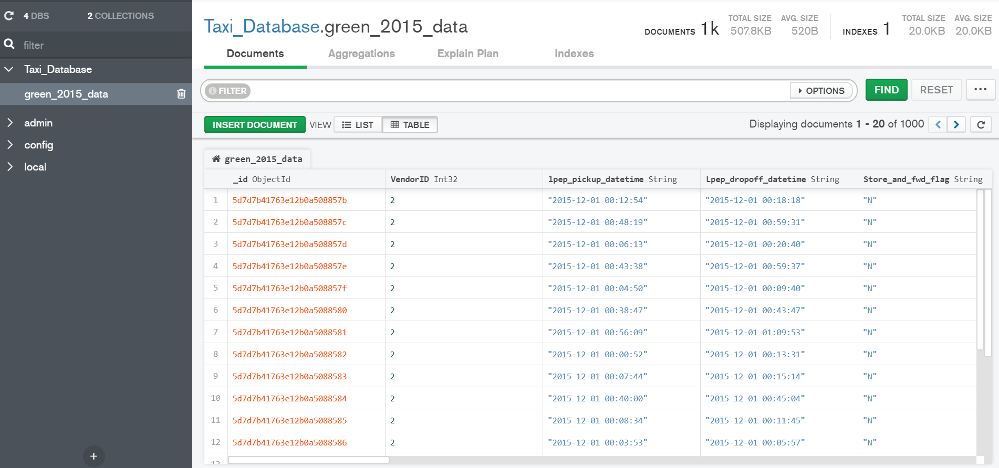 4 DBS 2 COLLECTIONS
filter
Taxi_Database
green_2015_data
admin
config
local
Taxi_Database.green_2015_data
DOCUMENTS 1k TOTAL SIZE 507.8KB AVG. SIZE 520B INDEXES 1 TOTAL SIZE 20.0KB AVG. SIZE 20.0KB
Documents Aggregations Explain Plan Indexes
FILTER OPTIONS FIND RESET ...
INSERT DOCUMENT VIEW LIST TABLE Displaying documents 1 - 20 of 1000
green_2015_data
_id ObjectId VendorID Int32 lpep_pickup_datetime String Lpep_dropoff_datetime String Store_and_fwd_flag String
1 5d7d7b41763e12b0a508857b 2 "2015-12-01 00:12:54" "2015-12-01 00:18:18" "N"
2 5d7d7b41763e12b0a508857c 2 "2015-12-01 00:48:19" "2015-12-01 00:59:31" "N"
3 5d7d7b41763e12b0a508857d 2 "2015-12-01 00:06:13" "2015-12-01 00:20:40" "N"
4 5d7d7b41763e12b0a508857e 2 "2015-12-01 00:43:38" "2015-12-01 00:59:37" "N"
5 5d7d7b41763e12b0a508857f 2 "2015-12-01 00:04:50" "2015-12-01 00:09:40" "N"
6 5d7d7b41763e12b0a5088580 2 "2015-12-01 00:38:47" "2015-12-01 00:43:47" "N"
7 5d7d7b41763e12b0a5088581 2 "2015-12-01 00:56:09" "2015-12-01 01:09:53" "N"
8 5d7d7b41763e12b0a5088582 2 "2015-12-01 00:00:52" "2015-12-01 00:13:31" "N"
9 5d7d7b41763e12b0a5088583 2 "2015-12-01 00:07:44" "2015-12-01 00:15:14" "N"
10 5d7d7b41763e12b0a5088584 2 "2015-12-01 00:40:00" "2015-12-01 00:45:04" "N"
11 5d7d7b41763e12b0a5088585 2 "2015-12-01 00:08:34" "2015-12-01 00:11:45" "N"
12 5d7d7b41763e12b0a5088586 2 "2015-12-01 00:03:53" "2015-12-01 00:05:57" "N"